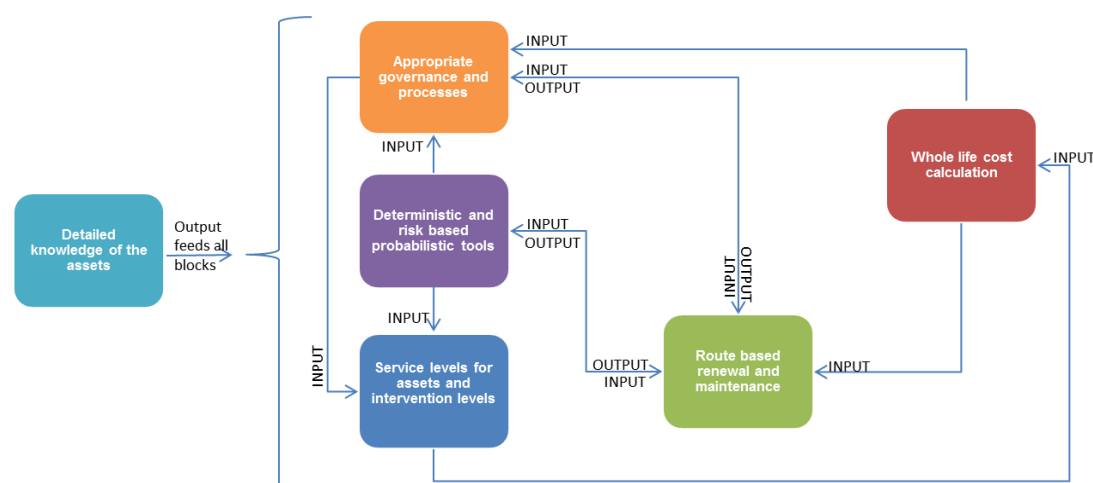 INPUT
Appropriate
governance and
processes
INPUT
OUTPUT
INPUT
Whole life cost
calculation
INPUT
Detailed
knowledge of the
assets
Output
feeds all
blocks
Deterministic and
risk based
probabilistic tools
INPUT
OUTPUT
INPUT
OUTPUT
INPUT
INPUT
Service levels for
assets and
intervention levels
OUTPUT
INPUT
Route based
renewal and
maintenance
INPUT